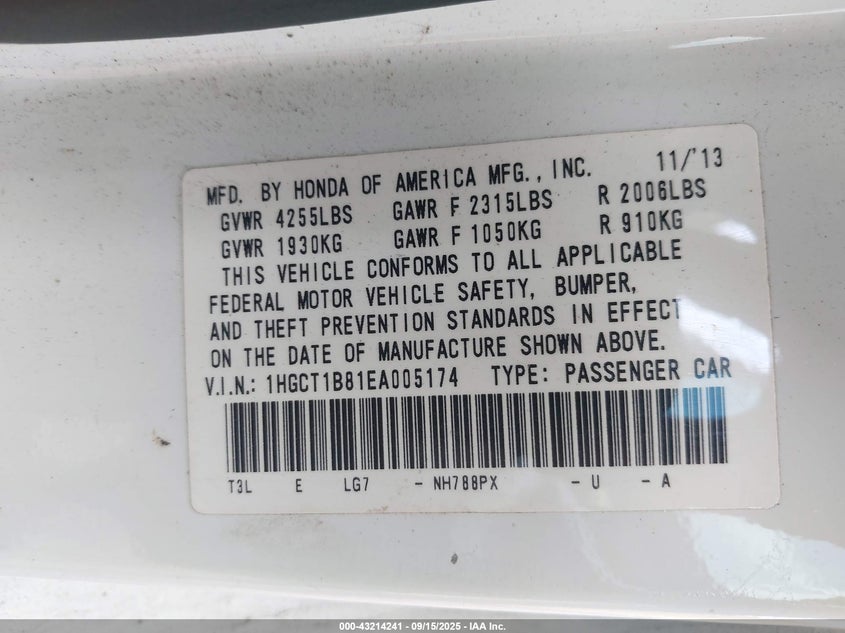 MFD. BY HONDA OF AMERICA MFG., INC. 11/'13
GVWR 4255LBS GAWR F 2315LBS R 2006LBS
GVWR 1930KG GAWR F 1050KG R 910KG
THIS VEHICLE CONFORMS TO ALL APPLICABLE
FEDERAL MOTOR VEHICLE SAFETY, BUMPER,
AND THEFT PREVENTION STANDARDS IN EFFECT
ON THE DATE OF MANUFACTURE SHOWN ABOVE.
V.I.N.: 1HGCT1B81EA005174 TYPE: PASSENGER CAR
T3L E LG7 - NH788PX - U - A
000-43214241 - 09/15/2025 - IAA Inc.